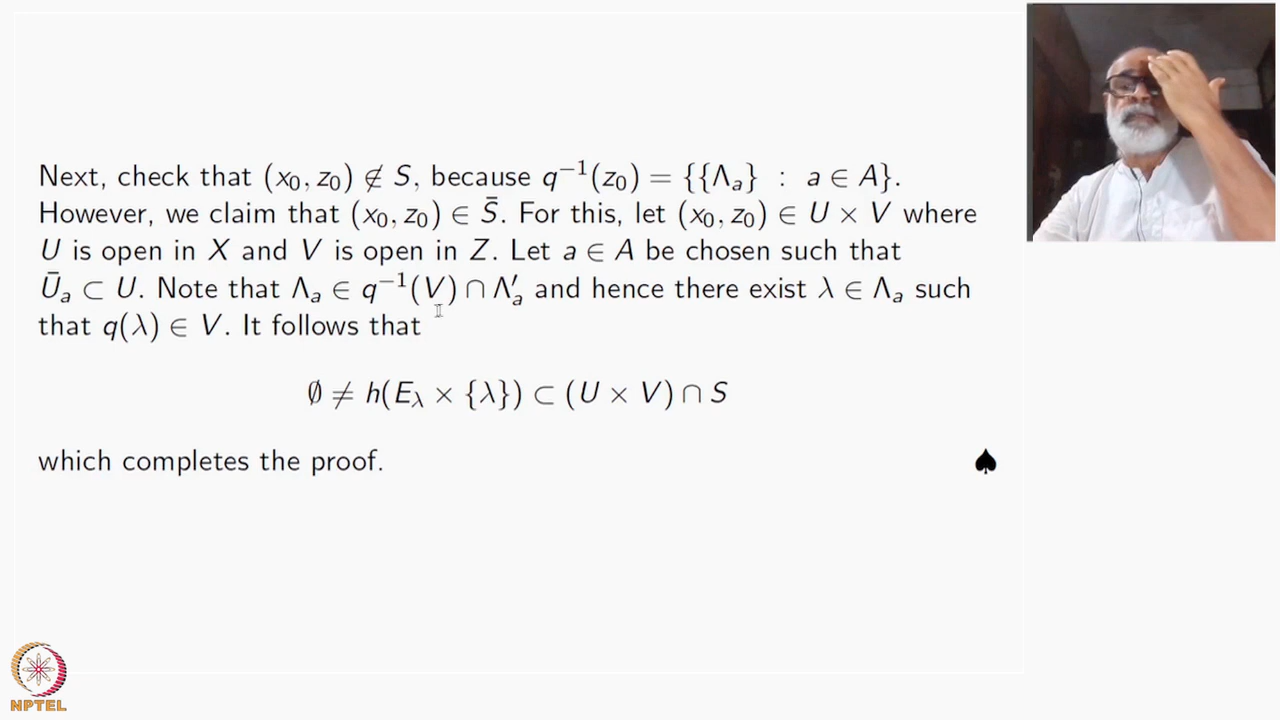 Next, check that (x₀, z₀) ∉ S, because q⁻¹(z₀) = {{Λₐ} : a ∈ A}.
However, we claim that (x₀, z₀) ∈ S̄. For this, let (x₀, z₀) ∈ U × V where
U is open in X and V is open in Z. Let a ∈ A be chosen such that
Ūₐ ⊂ U. Note that Λₐ ∈ q⁻¹(V) ∩ Λ′ₐ and hence there exist λ ∈ Λₐ such
that q(λ) ∈ V. It follows that
∅ ≠ h(E_λ × {λ}) ⊂ (U × V) ∩ S
which completes the proof. ♠
NPTEL